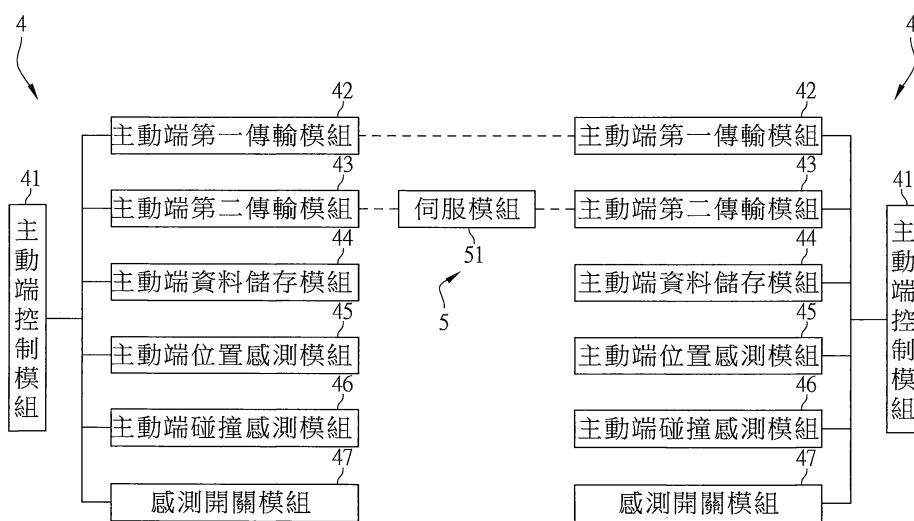 4
4
42
42
主動端第一傳輸模組
主動端第一傳輸模組
43
43
41
41
主動端第二傳輸模組
伺服模組
主動端第二傳輸模組
主動端控制模組
主動端控制模組
44
51
44
主動端資料儲存模組
主動端資料儲存模組
45
5
45
主動端位置感測模組
主動端位置感測模組
46
46
主動端碰撞感測模組
主動端碰撞感測模組
47
47
感測開關模組
感測開關模組